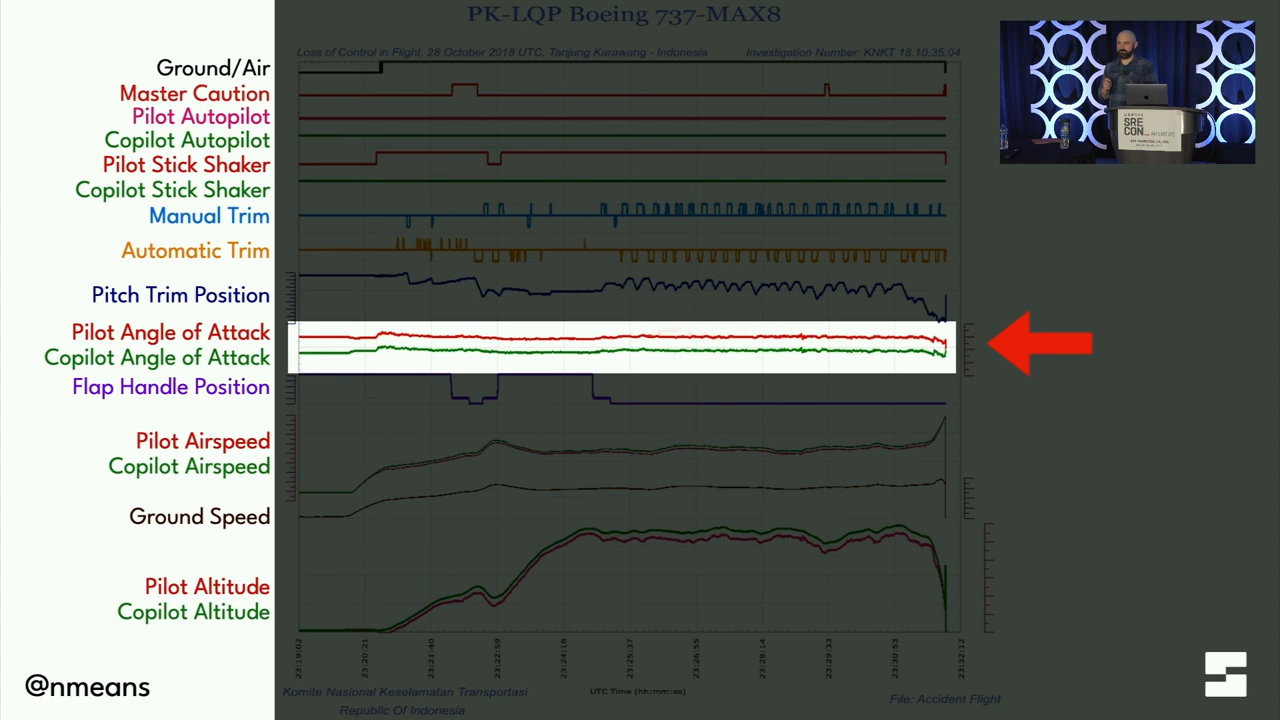 PK-LQP Boeing 737-MAX8
Loss of Control in Flight, 28 October 2018 UTC, Tanjung Karawang - Indonesia
Investigation Number: KNKT 18.10.35.04
Ground/Air
Master Caution
Pilot Autopilot
Copilot Autopilot
Pilot Stick Shaker
Copilot Stick Shaker
Manual Trim
Automatic Trim
Pitch Trim Position
Pilot Angle of Attack
Copilot Angle of Attack
Flap Handle Position
Pilot Airspeed
Copilot Airspeed
Ground Speed
Pilot Altitude
Copilot Altitude
23:19:02
23:20:21
23:21:40
23:22:59
23:24:18
23:25:37
23:26:55
23:28:14
23:29:33
23:30:53
23:32:12
UTC Time (hh:mm:ss)
Komite Nasional Keselamatan Transportasi
Republic Of Indonesia
File: Accident Flight
@nmeans
SRE
CON